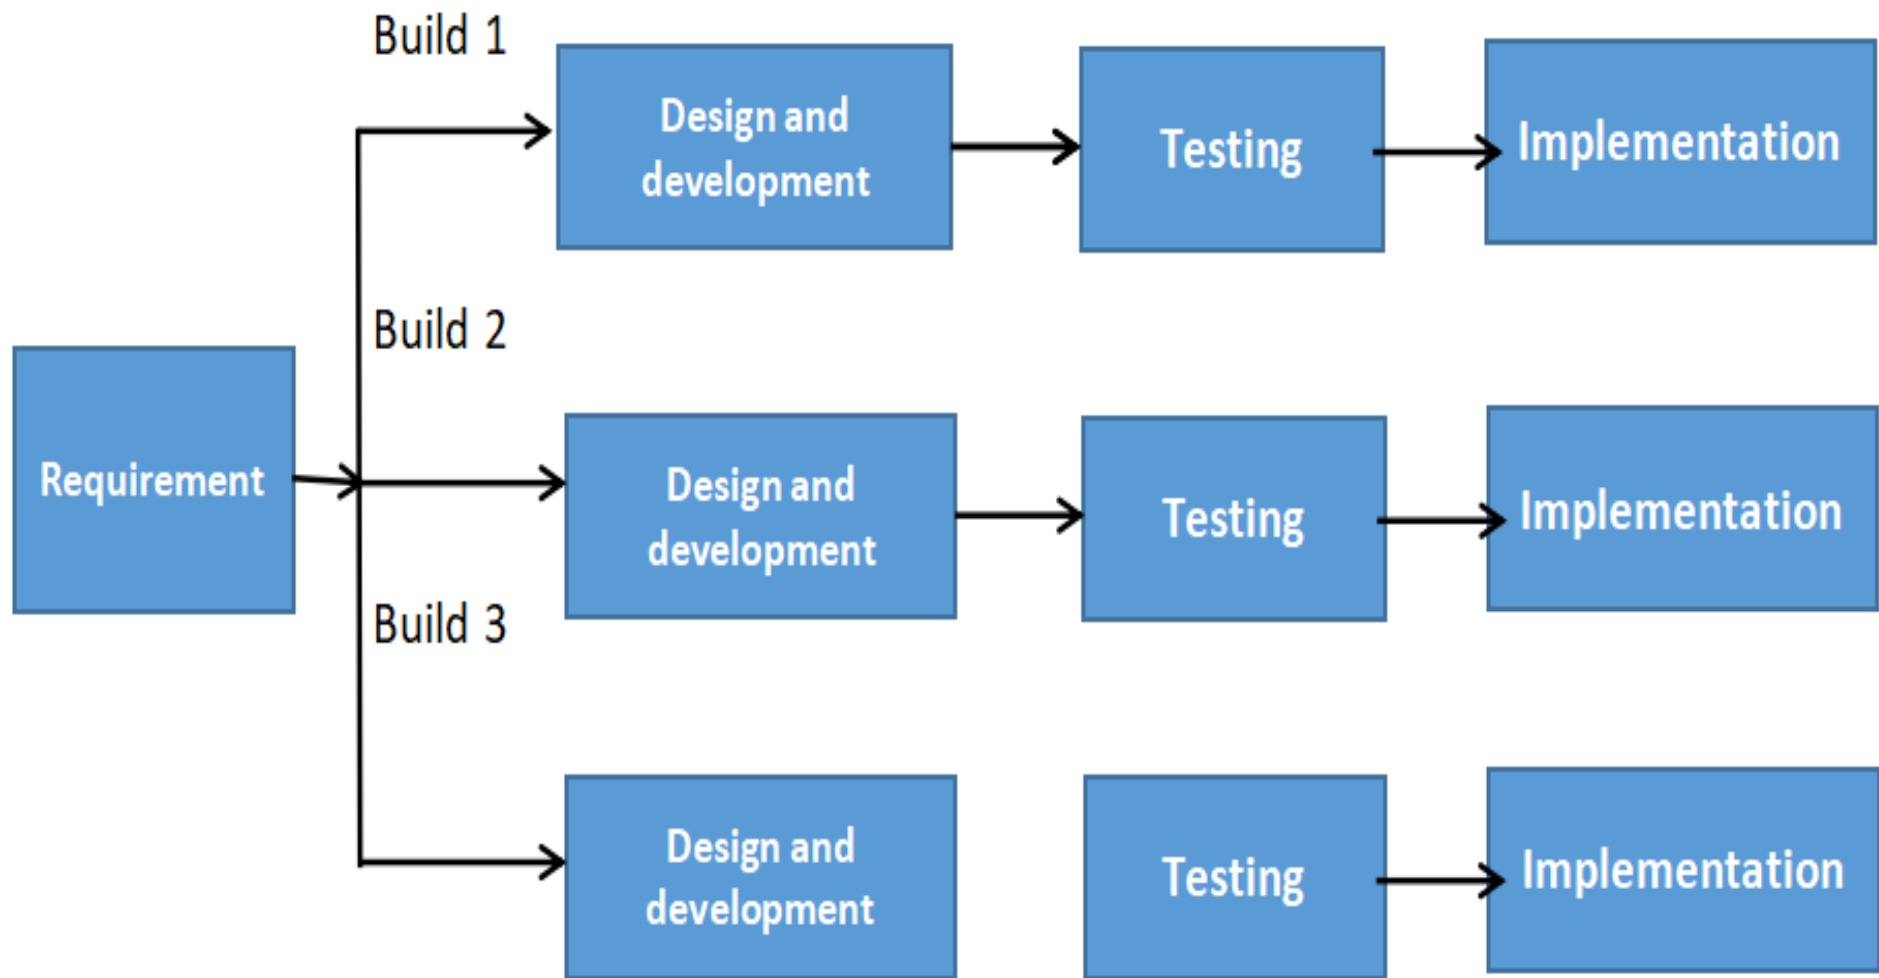 Build 1
Design and
development
Testing
Implementation
Build 2
Requirement
Design and
development
Testing
Implementation
Build 3
Design and
development
Testing
Implementation